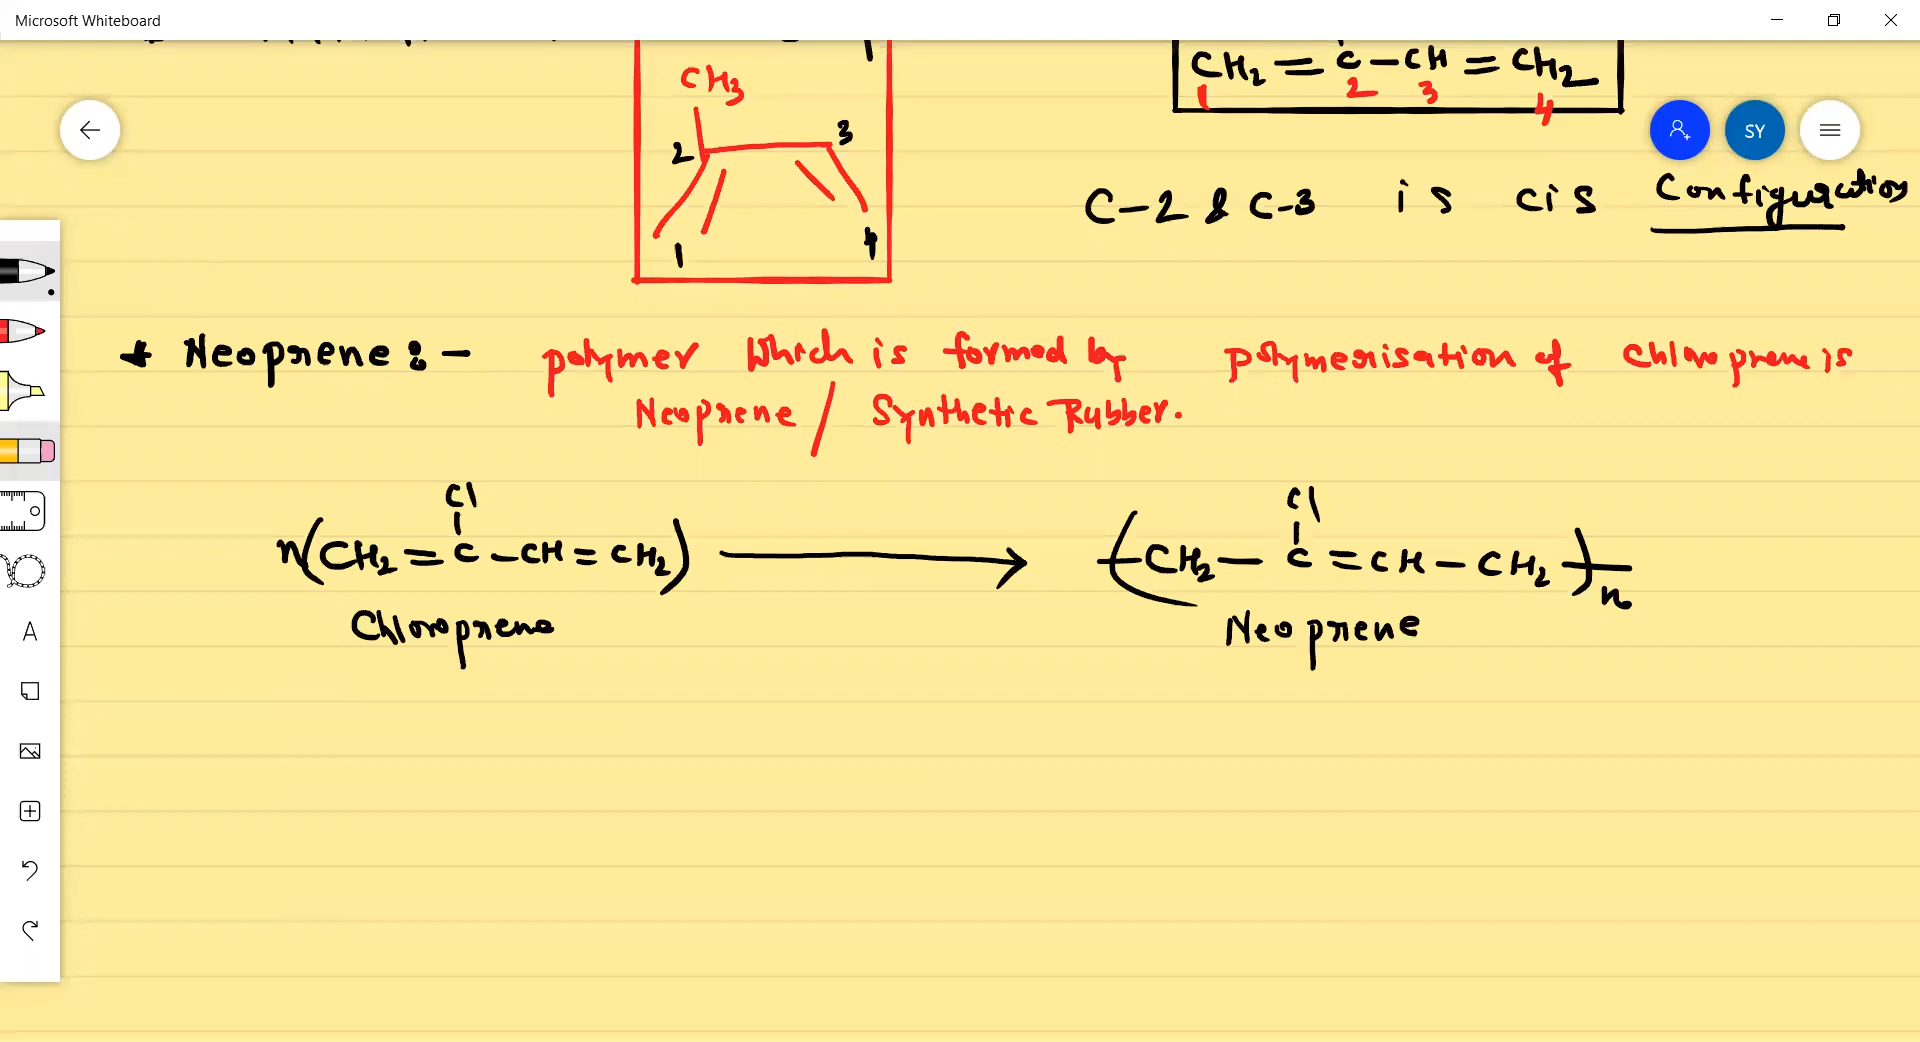 Microsoft Whiteboard
CH3
2 3
1 4
CH2 = C - CH = CH2
1 2 3 4
SY
C-2 & C-3 is cis Configuration
Neoprene :- polymer Which is formed by polymerisation of Chloroprene is
Neoprene / Synthetic Rubber.
Cl
n(CH2 = C - CH = CH2)
Chloroprene
Cl
(CH2 - C = CH - CH2)n
Neoprene
A